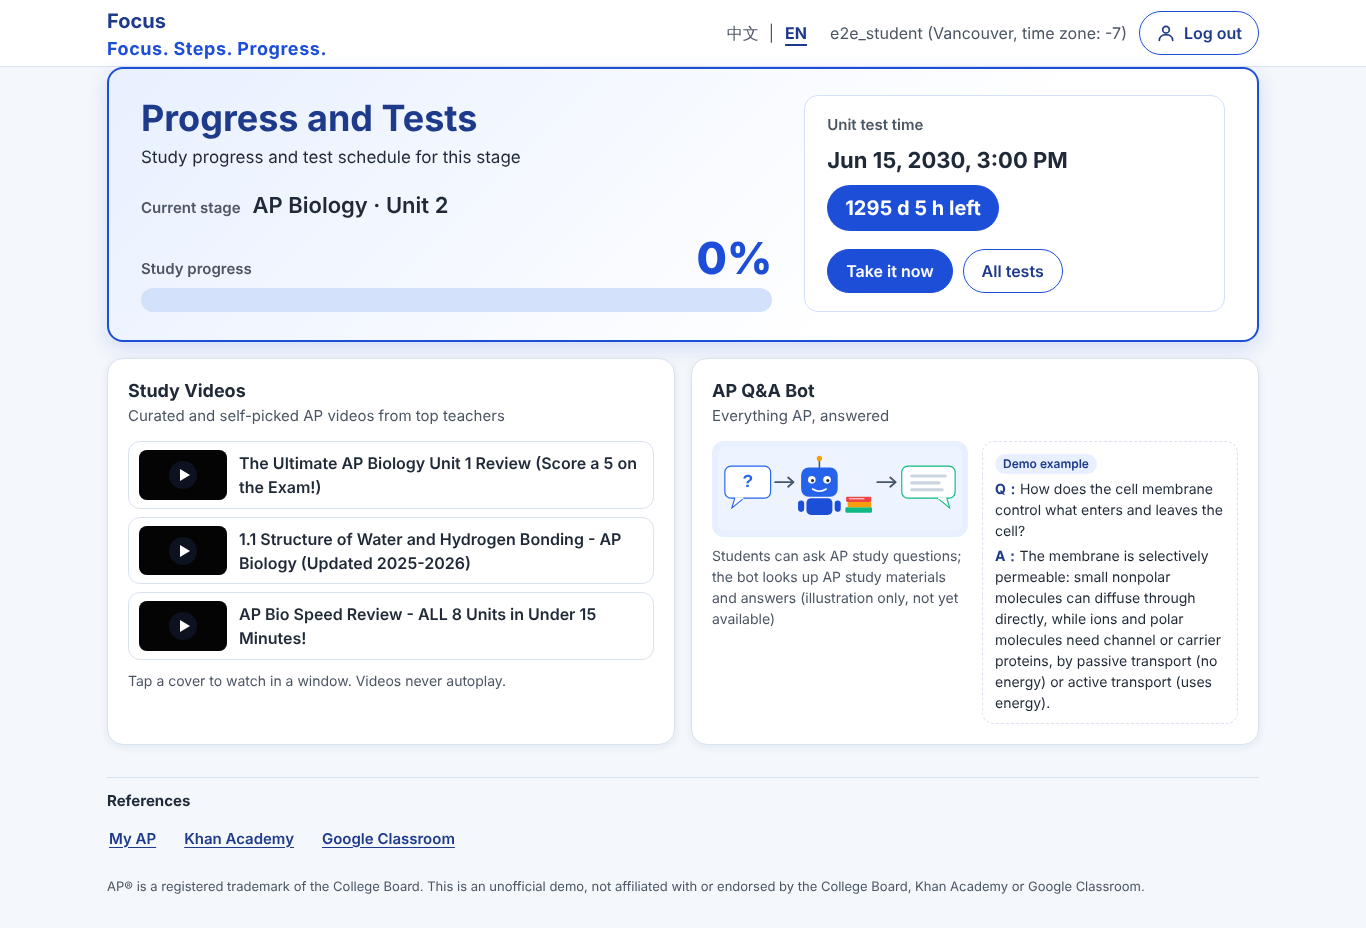 Focus
Focus. Steps. Progress.
中文 | EN e2e_student (Vancouver, time zone: -7) Log out
Progress and Tests
Study progress and test schedule for this stage
Current stage AP Biology · Unit 2
Study progress 0%
Unit test time
Jun 15, 2030, 3:00 PM
1295 d 5 h left
Take it now All tests
Study Videos
Curated and self-picked AP videos from top teachers
The Ultimate AP Biology Unit 1 Review (Score a 5 on
the Exam!)
1.1 Structure of Water and Hydrogen Bonding - AP
Biology (Updated 2025-2026)
AP Bio Speed Review - ALL 8 Units in Under 15
Minutes!
Tap a cover to watch in a window. Videos never autoplay.
AP Q&A Bot
Everything AP, answered
?
Students can ask AP study questions;
the bot looks up AP study materials
and answers (illustration only, not yet
available)
Demo example
Q：How does the cell membrane
control what enters and leaves the
cell?
A：The membrane is selectively
permeable: small nonpolar
molecules can diffuse through
directly, while ions and polar
molecules need channel or carrier
proteins, by passive transport (no
energy) or active transport (uses
energy).
References
My AP Khan Academy Google Classroom
AP® is a registered trademark of the College Board. This is an unofficial demo, not affiliated with or endorsed by the College Board, Khan Academy or Google Classroom.